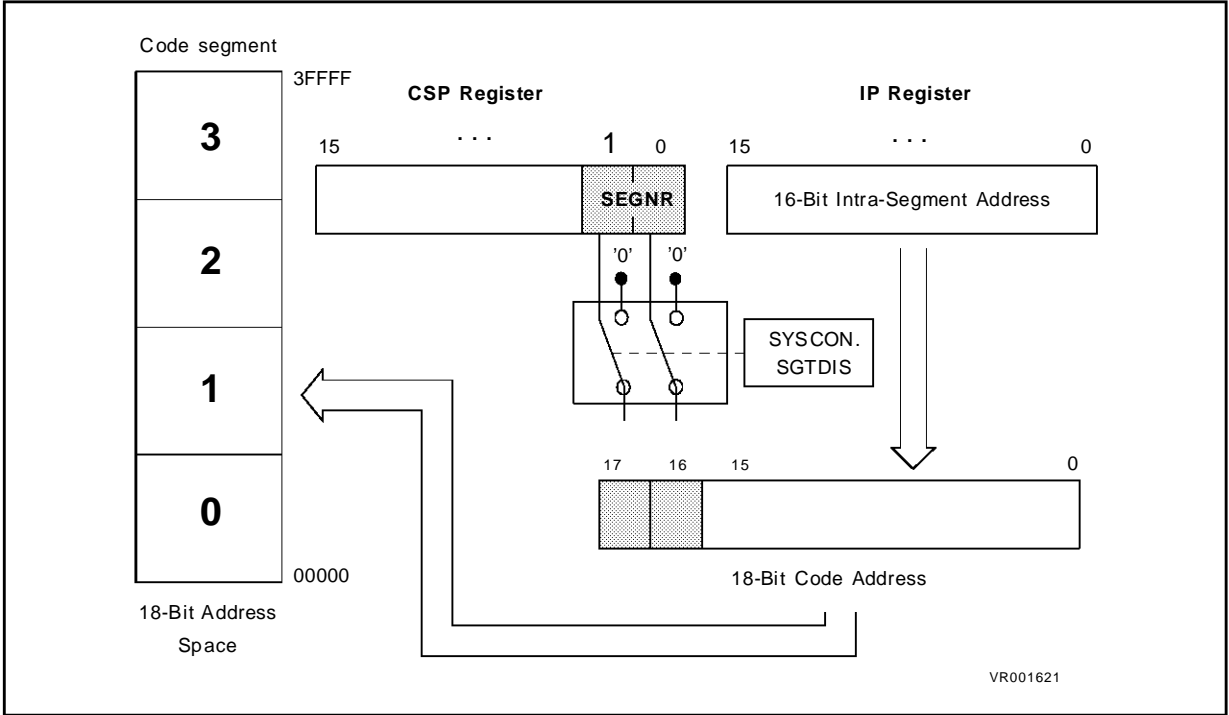 Code segment
3FFFF
3
2
1
0
00000
18-Bit Address
Space
CSP Register
15 . . . 1 0
SEGNR
'0' '0'
SYSCON.
SGTDIS
IP Register
15 . . . 0
16-Bit Intra-Segment Address
17 16 15 0
18-Bit Code Address
VR001621